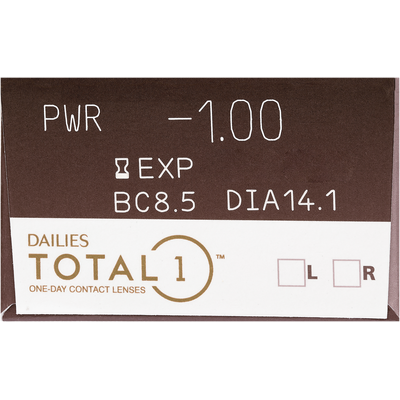 PWR -1.00
EXP
BC8.5 DIA14.1
DAILIES
TOTAL 1™
ONE-DAY CONTACT LENSES
L R